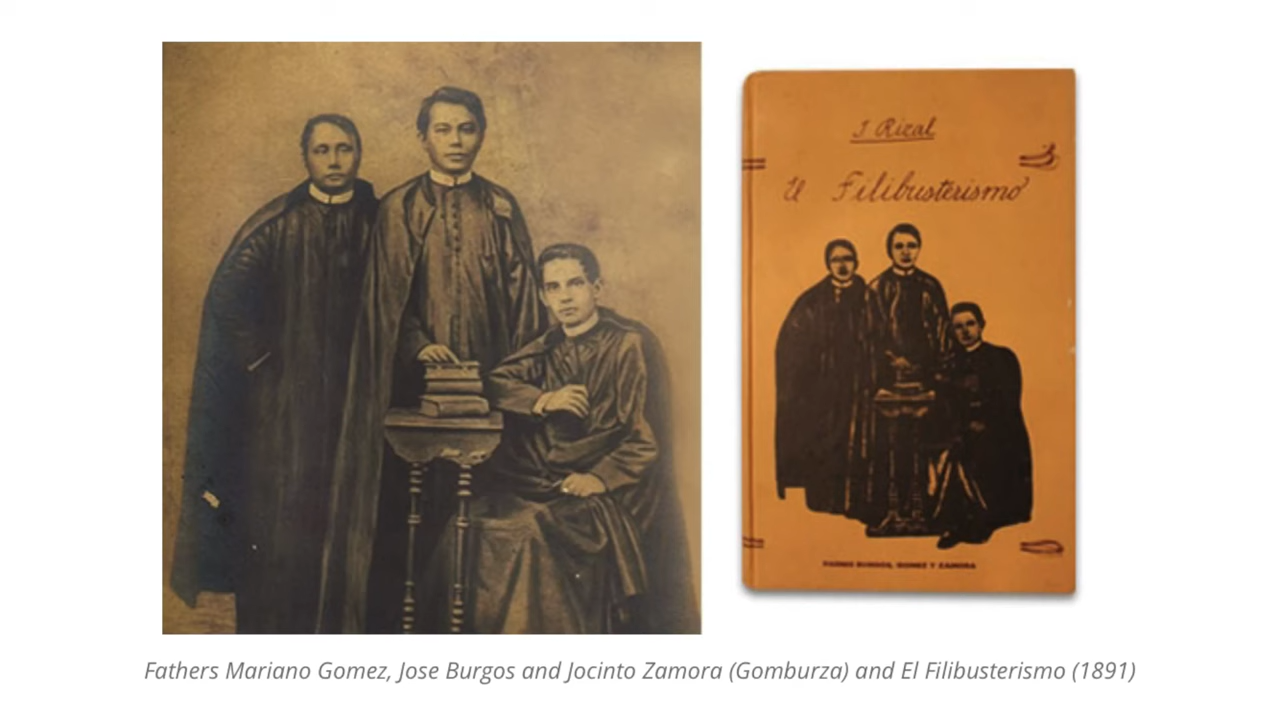 J Rizal
El Filibusterismo
PADRES BURGOS, GOMEZ Y ZAMORA
Fathers Mariano Gomez, Jose Burgos and Jocinto Zamora (Gomburza) and El Filibusterismo (1891)